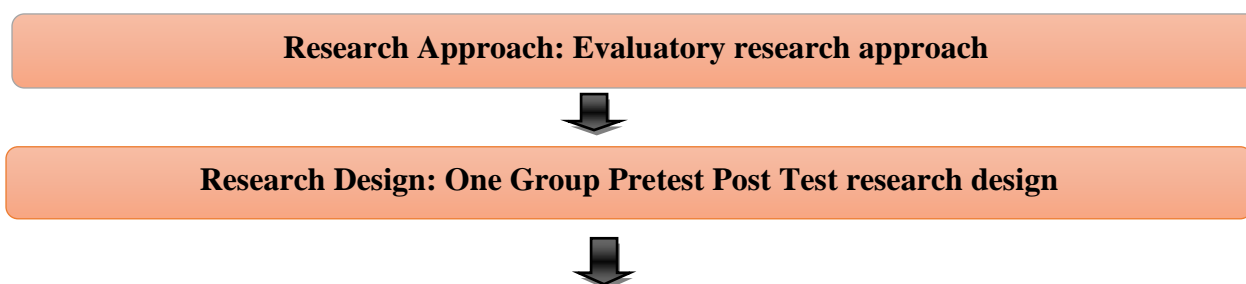 Research Approach: Evaluatory research approach
Research Design: One Group Pretest Post Test research design